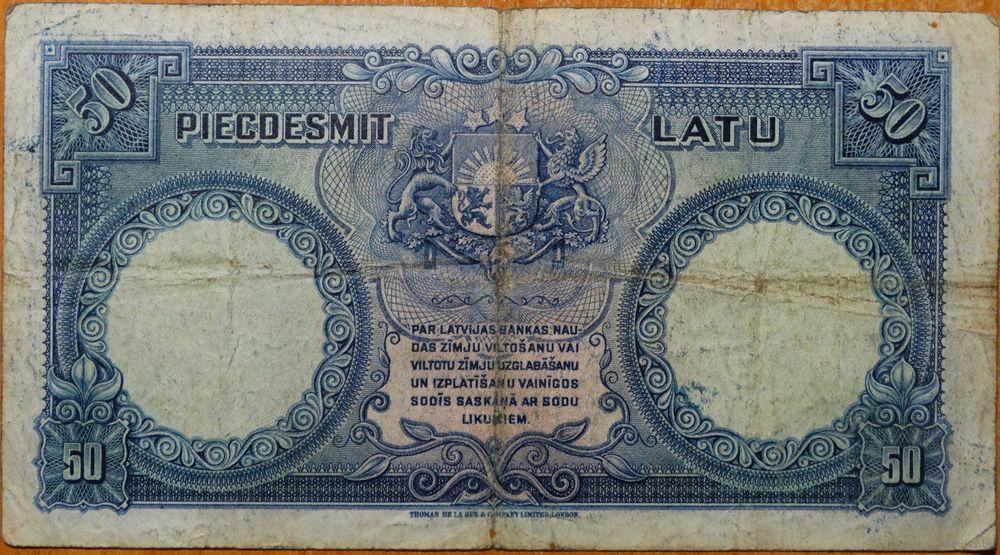 50 50
PIECDESMIT LATU
PAR LATVIJAS BANKAS NAU-
DAS ZĪMJU VILTOŠANU VAI
VILTOTU ZĪMJU UZGLABĀŠANU
UN IZPLATĪŠANU VAINĪGOS
SODĪS SASKAŅĀ AR SODU
LIKUMIEM.
50 50
THOMAS DE LA RUE & COMPANY LIMITED, LONDON.